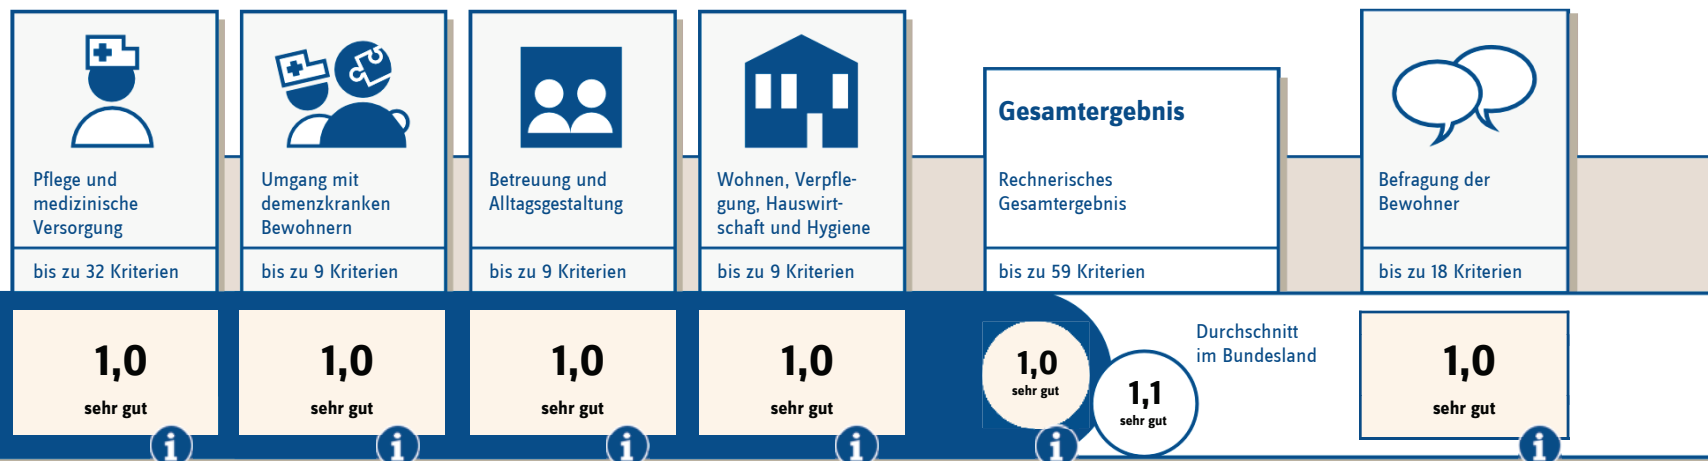 Pflege und
medizinische
Versorgung
bis zu 32 Kriterien
1,0
sehr gut
Umgang mit
demenzkranken
Bewohnern
bis zu 9 Kriterien
1,0
sehr gut
Betreuung und
Alltagsgestaltung
bis zu 9 Kriterien
1,0
sehr gut
Wohnen, Verpfle-
gung, Hauswirt-
schaft und Hygiene
bis zu 9 Kriterien
1,0
sehr gut
Gesamtergebnis
Rechnerisches
Gesamtergebnis
bis zu 59 Kriterien
1,0
sehr gut
1,1
sehr gut
Durchschnitt
im Bundesland
Befragung der
Bewohner
bis zu 18 Kriterien
1,0
sehr gut
i
i
i
i
i
i